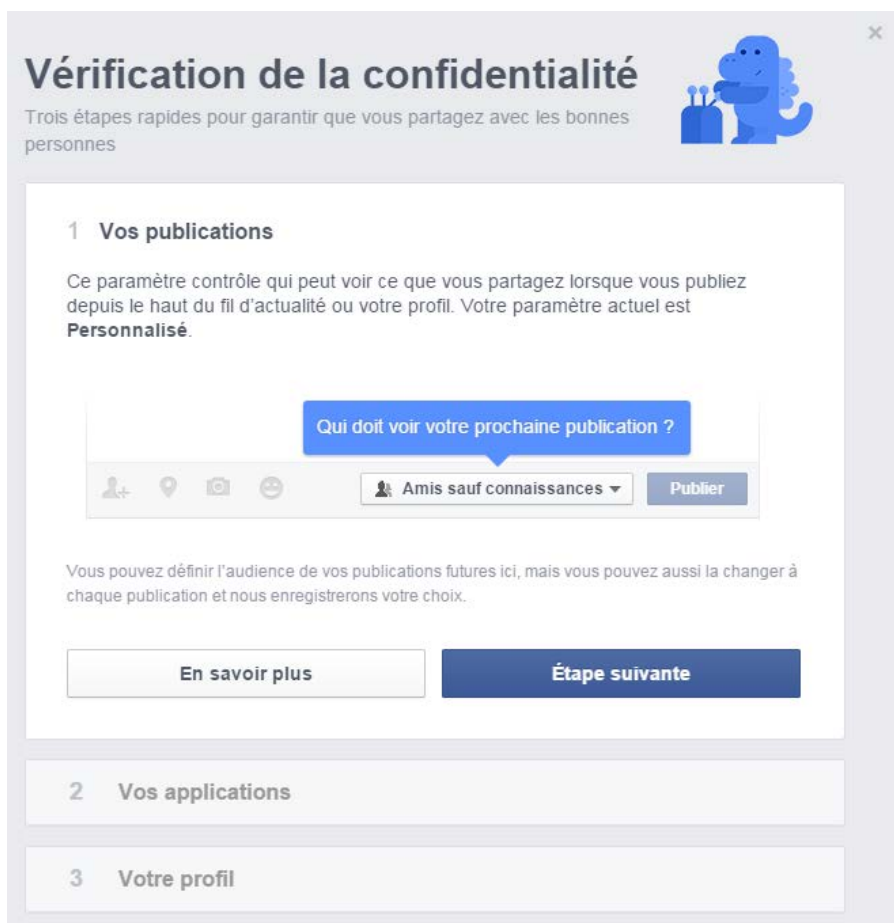 Vérification de la confidentialité
Trois étapes rapides pour garantir que vous partagez avec les bonnes
personnes
1 Vos publications
Ce paramètre contrôle qui peut voir ce que vous partagez lorsque vous publiez
depuis le haut du fil d’actualité ou votre profil. Votre paramètre actuel est
Personnalisé.
Qui doit voir votre prochaine publication ?
Amis sauf connaissances
Publier
Vous pouvez définir l’audience de vos publications futures ici, mais vous pouvez aussi la changer à
chaque publication et nous enregistrerons votre choix.
En savoir plus
Étape suivante
2 Vos applications
3 Votre profil